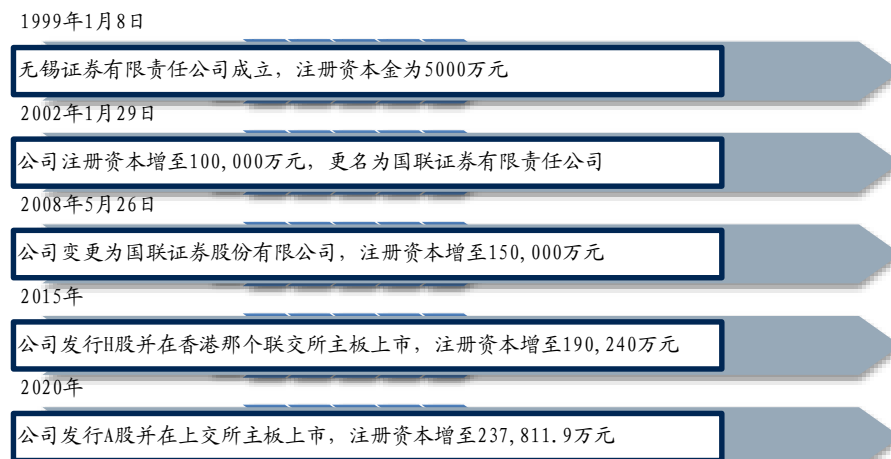 1999年1月8日
无锡证券有限责任公司成立，注册资本金为5000万元
2002年1月29日
公司注册资本增至100,000万元，更名为国联证券有限责任公司
2008年5月26日
公司变更为国联证券股份有限公司，注册资本增至150,000万元
2015年
公司发行H股并在香港那个联交所主板上市，注册资本增至190,240万元
2020年
公司发行A股并在上交所主板上市，注册资本增至237,811.9万元